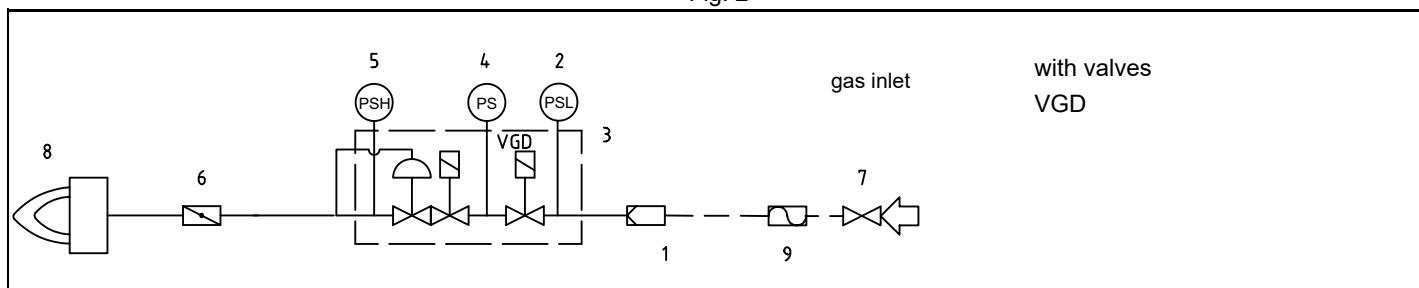 5 4 2
gas inlet
with valves
VGD
PSH PS PSL
VGD
3
8
6
7
1
9